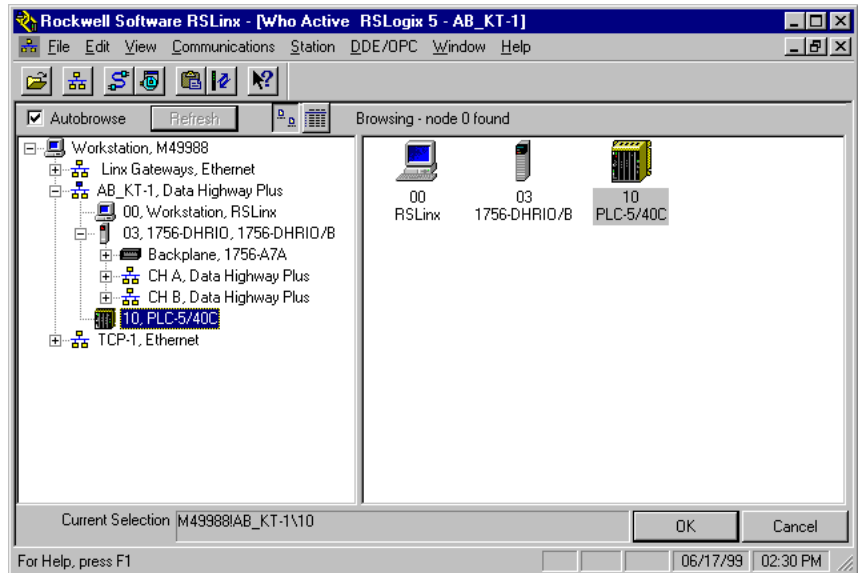 Rockwell Software RSLinx - [Who Active RSLogix 5 - AB_KT-1]
File Edit View Communications Station DDE/OPC Window Help
Autobrowse Refresh Browsing - node 0 found
Workstation, M49988
Linx Gateways, Ethernet
AB_KT-1, Data Highway Plus
00, Workstation, RSLinx
03, 1756-DHRIO, 1756-DHRIO/B
Backplane, 1756-A7A
CH A, Data Highway Plus
CH B, Data Highway Plus
10, PLC-5/40C
TCP-1, Ethernet
00
RSLinx
03
1756-DHRIO/B
10
PLC-5/40C
Current Selection M49988!AB_KT-1\10 OK Cancel
For Help, press F1 06/17/99 02:30 PM